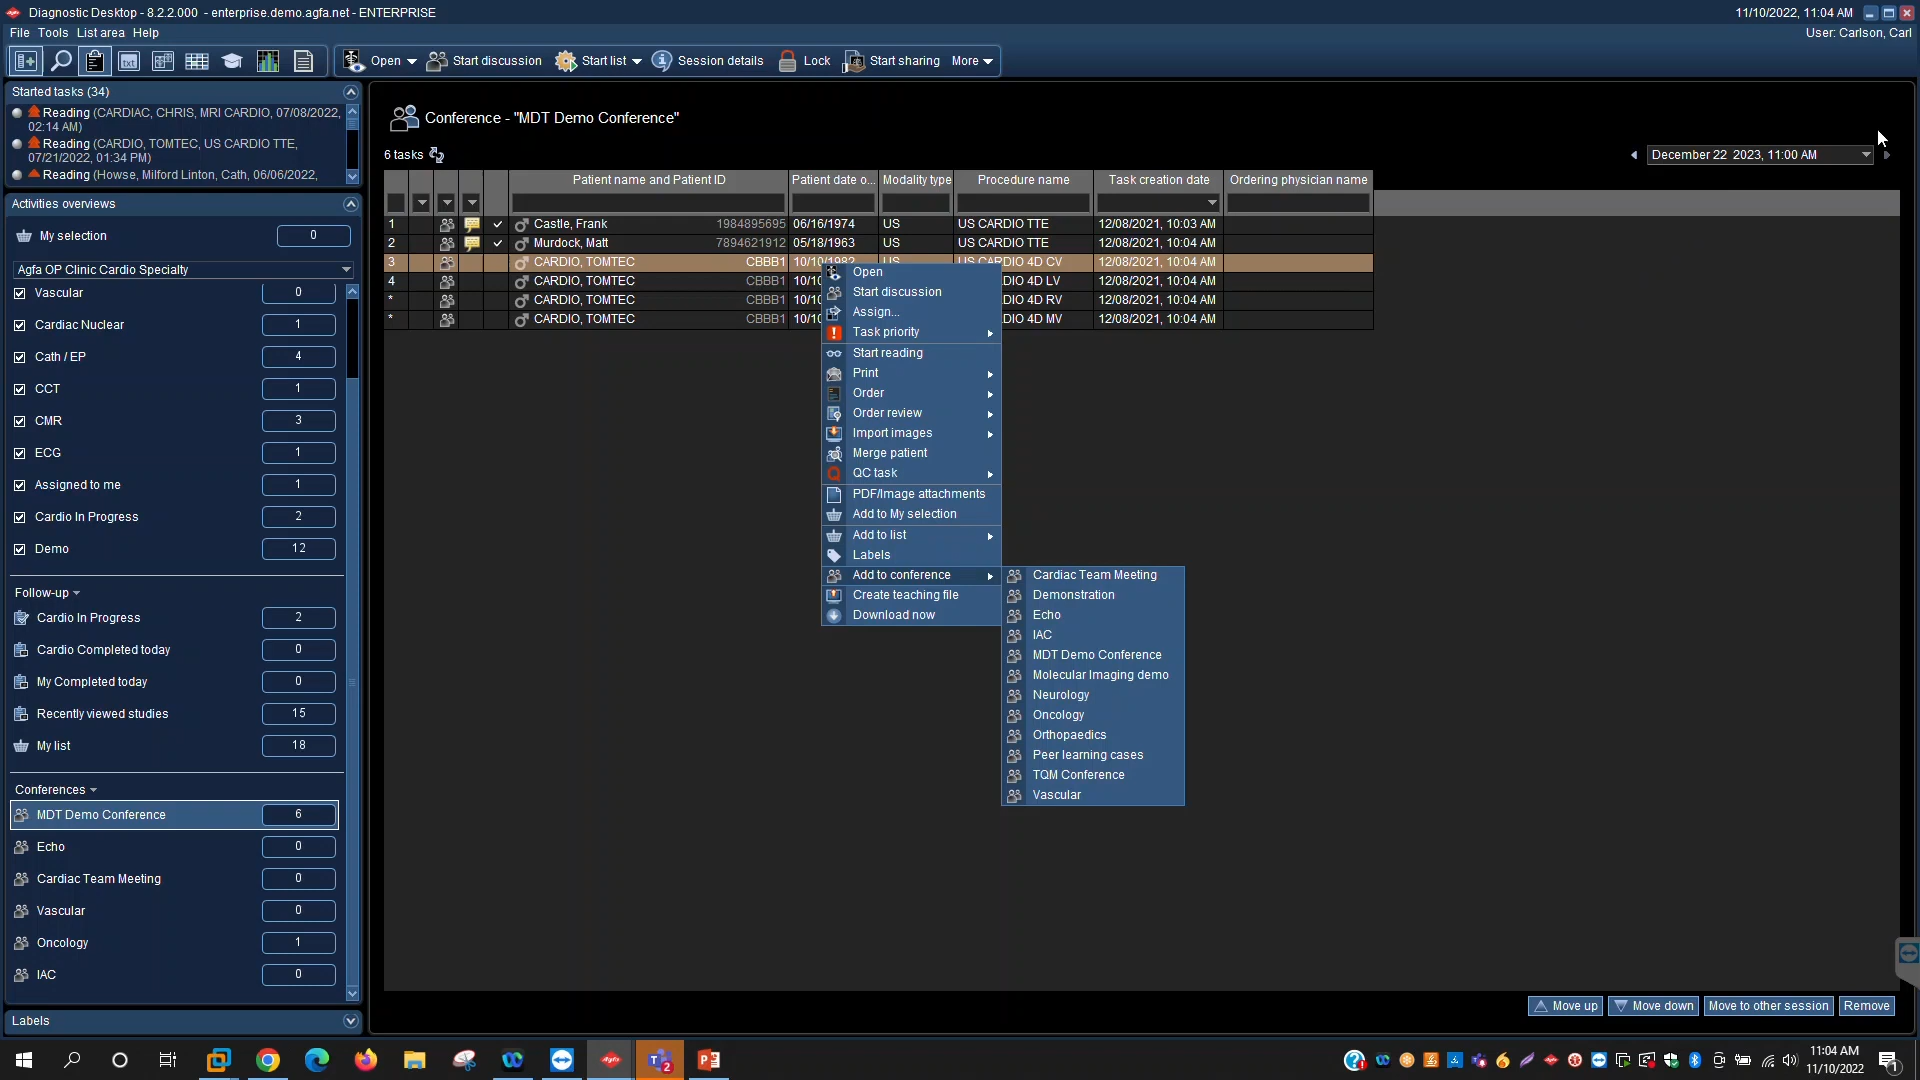 Diagnostic Desktop - 8.2.2.000 - enterprise.demo.agfa.net - ENTERPRISE
11/10/2022, 11:04 AM
File Tools List area Help
User: Carlson, Carl
txt
Open
Start discussion
Start list
Session details
Lock
Start sharing
More
Started tasks (34)
Reading (CARDIAC, CHRIS, MRI CARDIO, 07/08/2022,
02:14 AM)
Reading (CARDIO, TOMTEC, US CARDIO TTE,
07/21/2022, 01:34 PM)
Reading (Howse, Milford Linton, Cath, 06/06/2022,
Activities overviews
My selection 0
Agfa OP Clinic Cardio Specialty
Vascular 0
Cardiac Nuclear 1
Cath / EP 4
CCT 1
CMR 3
ECG 1
Assigned to me 1
Cardio In Progress 2
Demo 12
Follow-up
Cardio In Progress 2
Cardio Completed today 0
My Completed today 0
Recently viewed studies 15
My list 18
Conferences
MDT Demo Conference 6
Echo 0
Cardiac Team Meeting 0
Vascular 0
Oncology 1
IAC 0
Labels
Conference - "MDT Demo Conference"
6 tasks
December 22 2023, 11:00 AM
Patient name and Patient ID Patient date o... Modality type Procedure name Task creation date Ordering physician name
1 Castle, Frank 1984895695 06/16/1974 US US CARDIO TTE 12/08/2021, 10:03 AM
2 Murdock, Matt 7894621912 05/18/1963 US US CARDIO TTE 12/08/2021, 10:04 AM
3 CARDIO, TOMTEC CBBB1 10/10/1982 US US CARDIO 4D CV 12/08/2021, 10:04 AM
4 CARDIO, TOMTEC CBBB1 10/10 DIO 4D LV 12/08/2021, 10:04 AM
* CARDIO, TOMTEC CBBB1 10/10 DIO 4D RV 12/08/2021, 10:04 AM
* CARDIO, TOMTEC CBBB1 10/10 DIO 4D MV 12/08/2021, 10:04 AM
Open
Start discussion
Assign...
Task priority
Start reading
Print
Order
Order review
Import images
Merge patient
QC task
PDF/Image attachments
Add to My selection
Add to list
Labels
Add to conference
Create teaching file
Download now
Cardiac Team Meeting
Demonstration
Echo
IAC
MDT Demo Conference
Molecular Imaging demo
Neurology
Oncology
Orthopaedics
Peer learning cases
TQM Conference
Vascular
Move up
Move down
Move to other session
Remove
11:04 AM
11/10/2022